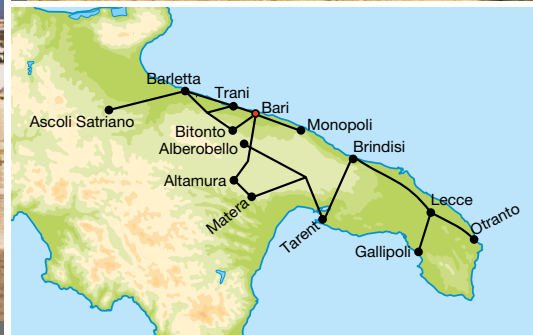 Barletta
Trani
Bari
Ascoli Satriano
Bitonto
Monopoli
Alberobello
Brindisi
Altamura
Matera
Lecce
Tarent
Otranto
Gallipoli